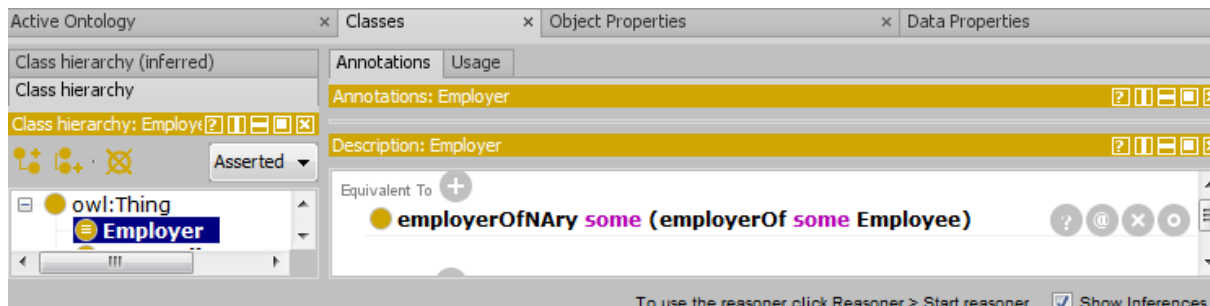 Active Ontology × Classes × Object Properties × Data Properties
Class hierarchy (inferred)
Annotations Usage
Class hierarchy
Annotations: Employer
Class hierarchy: Employe
Description: Employer
Asserted
Equivalent To
owl:Thing
employerOfNAry some (employerOf some Employee)
Employer
To use the reasoner click Reasoner > Start reasoner
Show Inferences